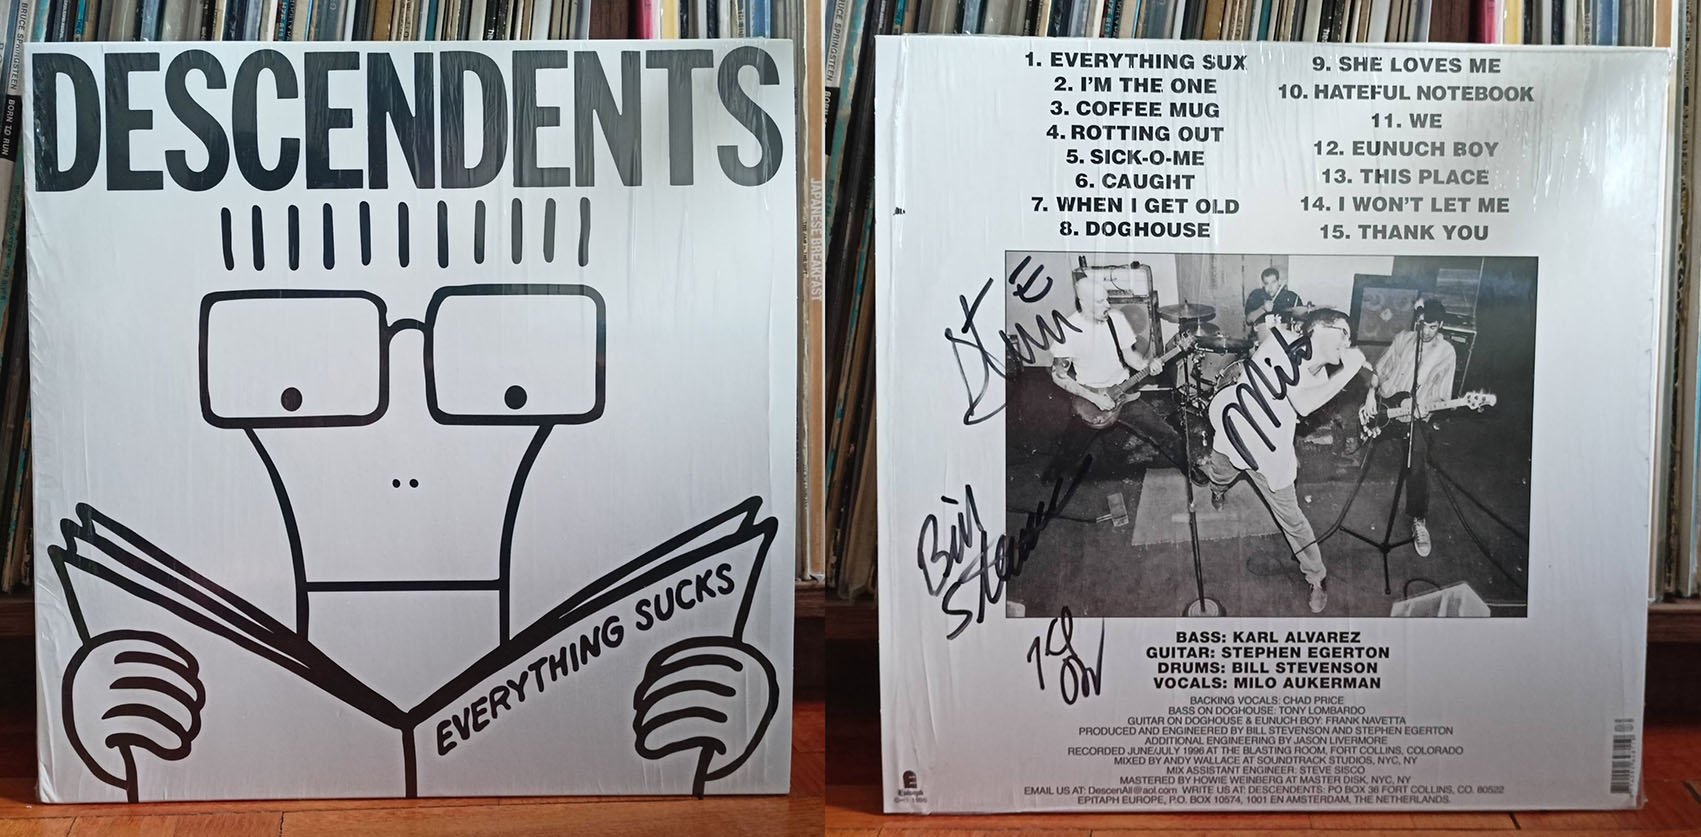 BRUCE SPRINGSTEEN BORN TO RUN
DESCENDENTS
EVERYTHING SUCKS
JAPANESE BREAKFAST
BRUCE SPRINGSTEEN BORN TO RUN
1. EVERYTHING SUX
2. I'M THE ONE
3. COFFEE MUG
4. ROTTING OUT
5. SICK-O-ME
6. CAUGHT
7. WHEN I GET OLD
8. DOGHOUSE
9. SHE LOVES ME
10. HATEFUL NOTEBOOK
11. WE
12. EUNUCH BOY
13. THIS PLACE
14. I WON'T LET ME
15. THANK YOU
Milo
Bill
BASS: KARL ALVAREZ
GUITAR: STEPHEN EGERTON
DRUMS: BILL STEVENSON
VOCALS: MILO AUKERMAN
BACKING VOCALS: CHAD PRICE
BASS ON DOGHOUSE: TONY LOMBARDO
GUITAR ON DOGHOUSE & EUNUCH BOY: FRANK NAVETTA
PRODUCED AND ENGINEERED BY BILL STEVENSON AND STEPHEN EGERTON
ADDITIONAL ENGINEERING BY JASON LIVERMORE
RECORDED JUNE/JULY 1996 AT THE BLASTING ROOM, FORT COLLINS, COLORADO
MIXED BY ANDY WALLACE AT SOUNDTRACK STUDIOS, NYC, NY
MIX ASSISTANT ENGINEER: STEVE SISCO
MASTERED BY HOWIE WEINBERG AT MASTER DISK, NYC, NY
EMAIL US AT: DescenAll@aol.com WRITE US AT: DESCENDENTS: PO BOX 36 FORT COLLINS, CO. 80522
EPITAPH EUROPE, P.O. BOX 10574, 1001 EN AMSTERDAM, THE NETHERLANDS.
Epitaph